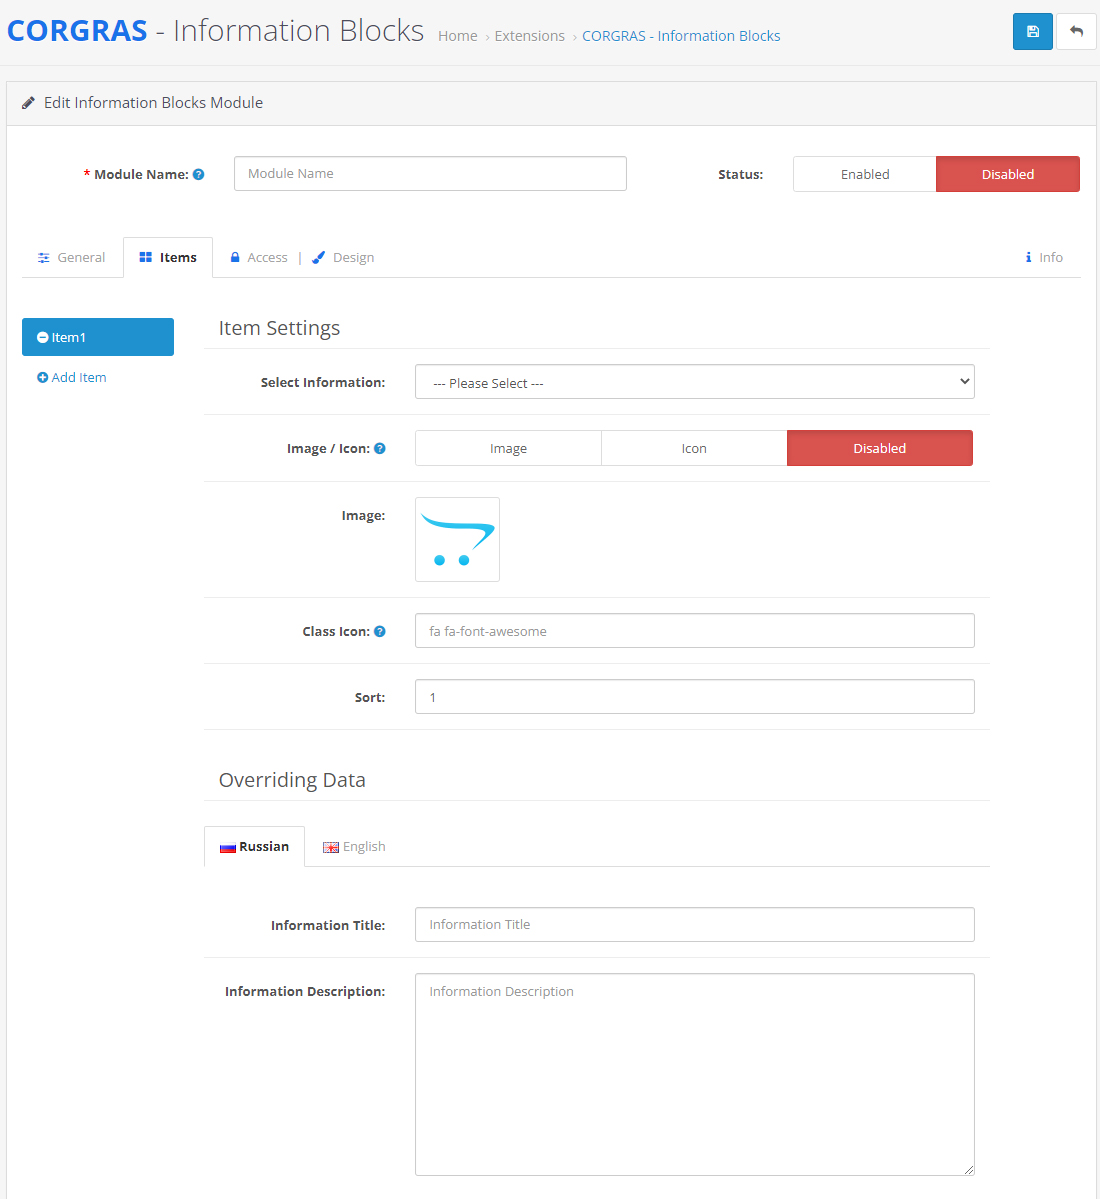 CORGRAS - Information Blocks Home › Extensions › CORGRAS - Information Blocks
Edit Information Blocks Module
* Module Name: Module Name Status: Enabled Disabled
General Items Access | Design Info
Item1
Add Item
Item Settings
Select Information: --- Please Select ---
Image / Icon: Image Icon Disabled
Image:
Class Icon: fa fa-font-awesome
Sort: 1
Overriding Data
Russian English
Information Title: Information Title
Information Description: Information Description